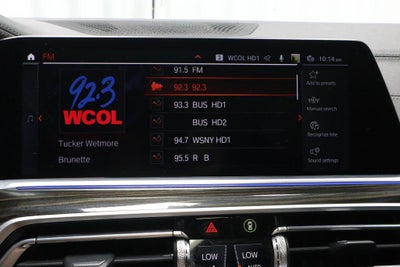 FM
3 WCOL HD1
10:14 pm
92.3
WCOL
Tucker Wetmore
Brunette
91.5 FM
92.3 92.3
93.3 BUS HD1
BUS HD2
94.7 WSNY HD1
95.5 R B
Add to presets
Manual search
Recognize title
Sound settings
LOW
LOW
AUTO